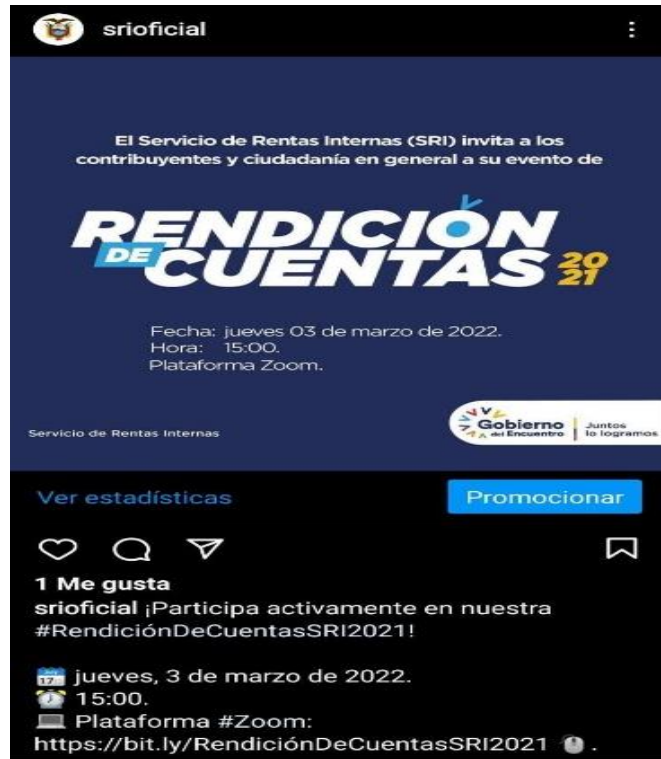 srioficial
El Servicio de Rentas Internas (SRI) invita a los
contribuyentes y ciudadanía en general a su evento de
RENDICIÓN
DE CUENTAS 2021
Fecha: jueves 03 de marzo de 2022.
Hora: 15:00.
Plataforma Zoom.
Servicio de Rentas Internas
Gobierno
del Encuentro
Juntos
lo logramos
Ver estadísticas
Promocionar
1 Me gusta
srioficial ¡Participa activamente en nuestra
#RendiciónDeCuentasSRI2021!
📅 jueves, 3 de marzo de 2022.
⏰ 15:00.
💻 Plataforma #Zoom:
https://bit.ly/RendiciónDeCuentasSRI2021 🖱️.